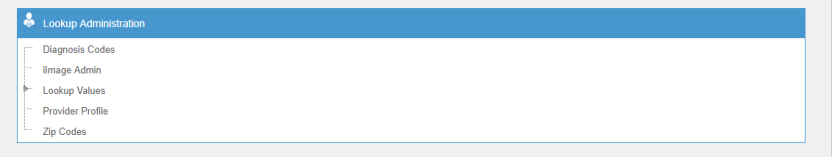 Lookup Administration
Diagnosis Codes
iImage Admin
Lookup Values
Provider Profile
Zip Codes